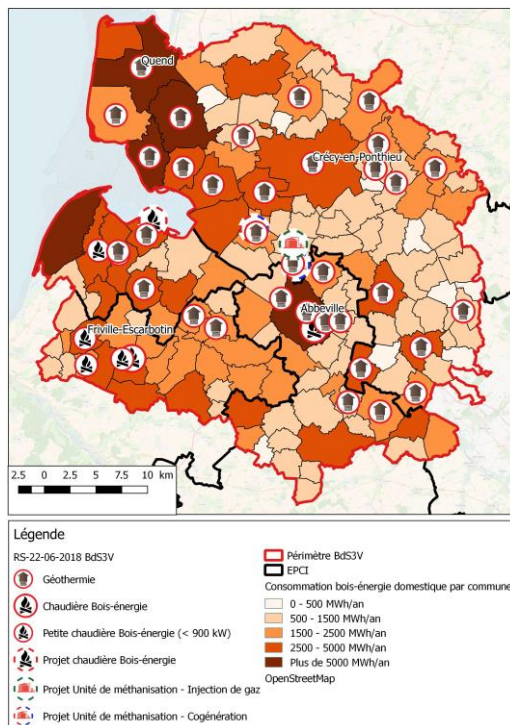 Quend
Crécy-en-Ponthieu
Abbeville
Friville-Escarbotin
2.5 0 2.5 5 7.5 10 km
Légende
RS-22-06-2018 BdS3V
Géothermie
Chaudière Bois-énergie
Petite chaudière Bois-énergie (< 900 kW)
Projet chaudière Bois-énergie
Projet Unité de méthanisation - Injection de gaz
Projet Unité de méthanisation - Cogénération
Périmètre BdS3V
EPCI
Consommation bois-énergie domestique par commune
0 - 500 MWh/an
500 - 1500 MWh/an
1500 - 2500 MWh/an
2500 - 5000 MWh/an
Plus de 5000 MWh/an
OpenStreetMap